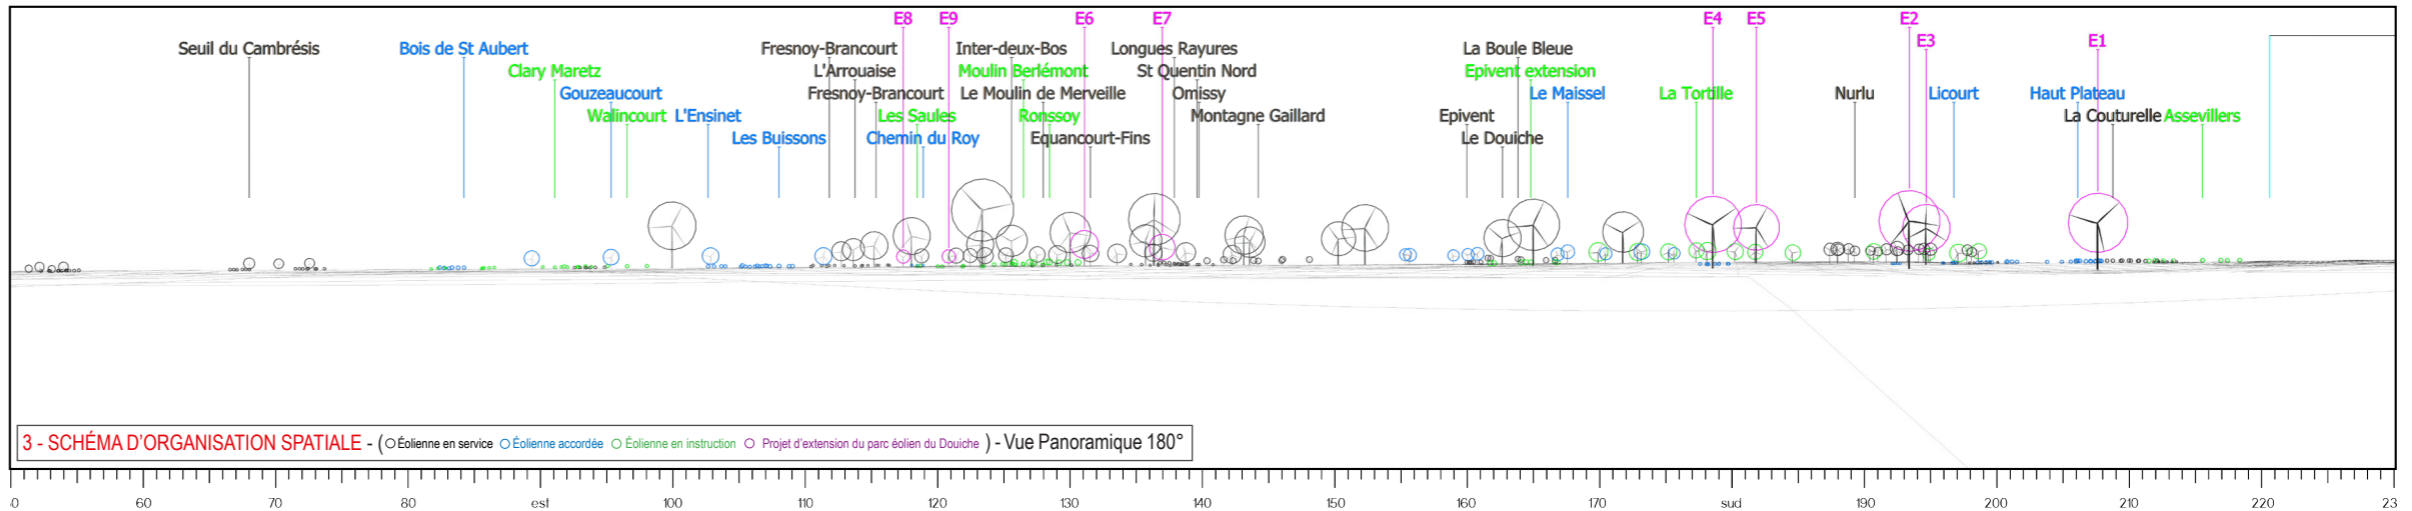 E8 E9 E6 E7 E4 E5 E2
E3 E1
Seuil du Cambrésis Bois de St Aubert Fresnoy-Brancourt Inter-deux-Bos Longues Rayures La Boule Bleue
Clary Maretz L'Arrouaise Moulin Berlémont St Quentin Nord Epivent extension
Gouzeaucourt Fresnoy-Brancourt Le Moulin de Merveille Omissy Le Maissel La Tortille Nurlu Licourt Haut Plateau
Walincourt L'Ensinet Les Saules Ronssoy Montagne Gaillard Epivent La Couturelle Assevillers
Les Buissons Chemin du Roy Equancourt-Fins Le Douiche
3 - SCHÉMA D'ORGANISATION SPATIALE - ( Éolienne en service Éolienne accordée Éolienne en instruction Projet d'extension du parc éolien du Douiche ) - Vue Panoramique 180°
60 70 80 est 100 110 120 130 140 150 160 170 sud 190 200 210 220 23